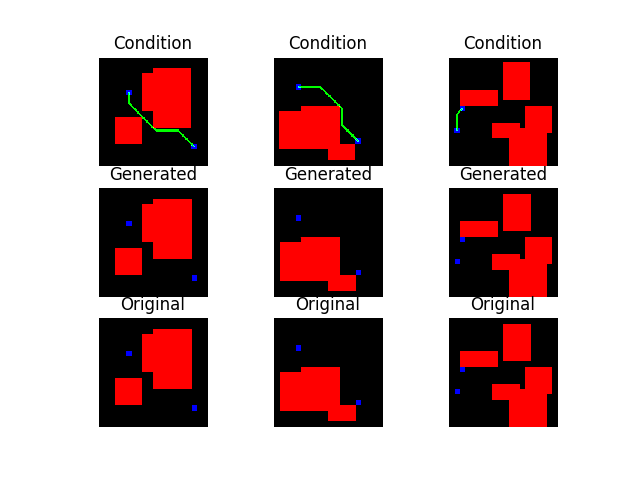 Condition Condition Condition
Generated Generated Generated
Original Original Original